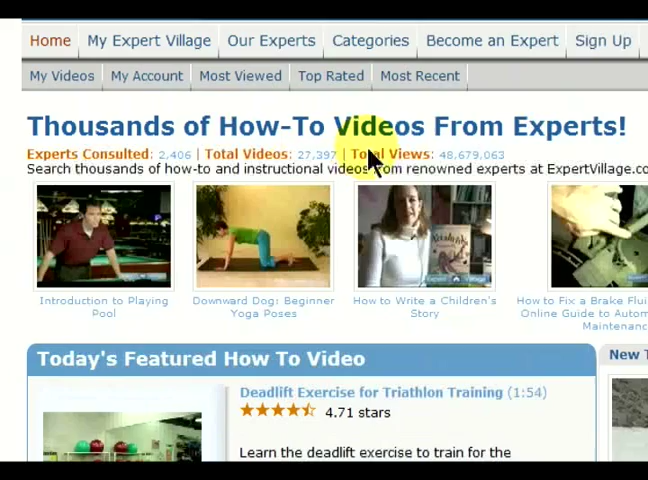 Home My Expert Village Our Experts Categories Become an Expert Sign Up
My Videos My Account Most Viewed Top Rated Most Recent
Thousands of How-To Videos From Experts!
Experts Consulted: 2,406 | Total Videos: 27,397 | Total Views: 48,679,063
Search thousands of how-to and instructional videos from renowned experts at ExpertVillage.co
Introduction to Playing
Pool
Downward Dog: Beginner
Yoga Poses
How to Write a Children's
Story
How to Fix a Brake Flui
Online Guide to Autom
Maintenanc
Today's Featured How To Video
New T
Deadlift Exercise for Triathlon Training (1:54)
4.71 stars
Learn the deadlift exercise to train for the